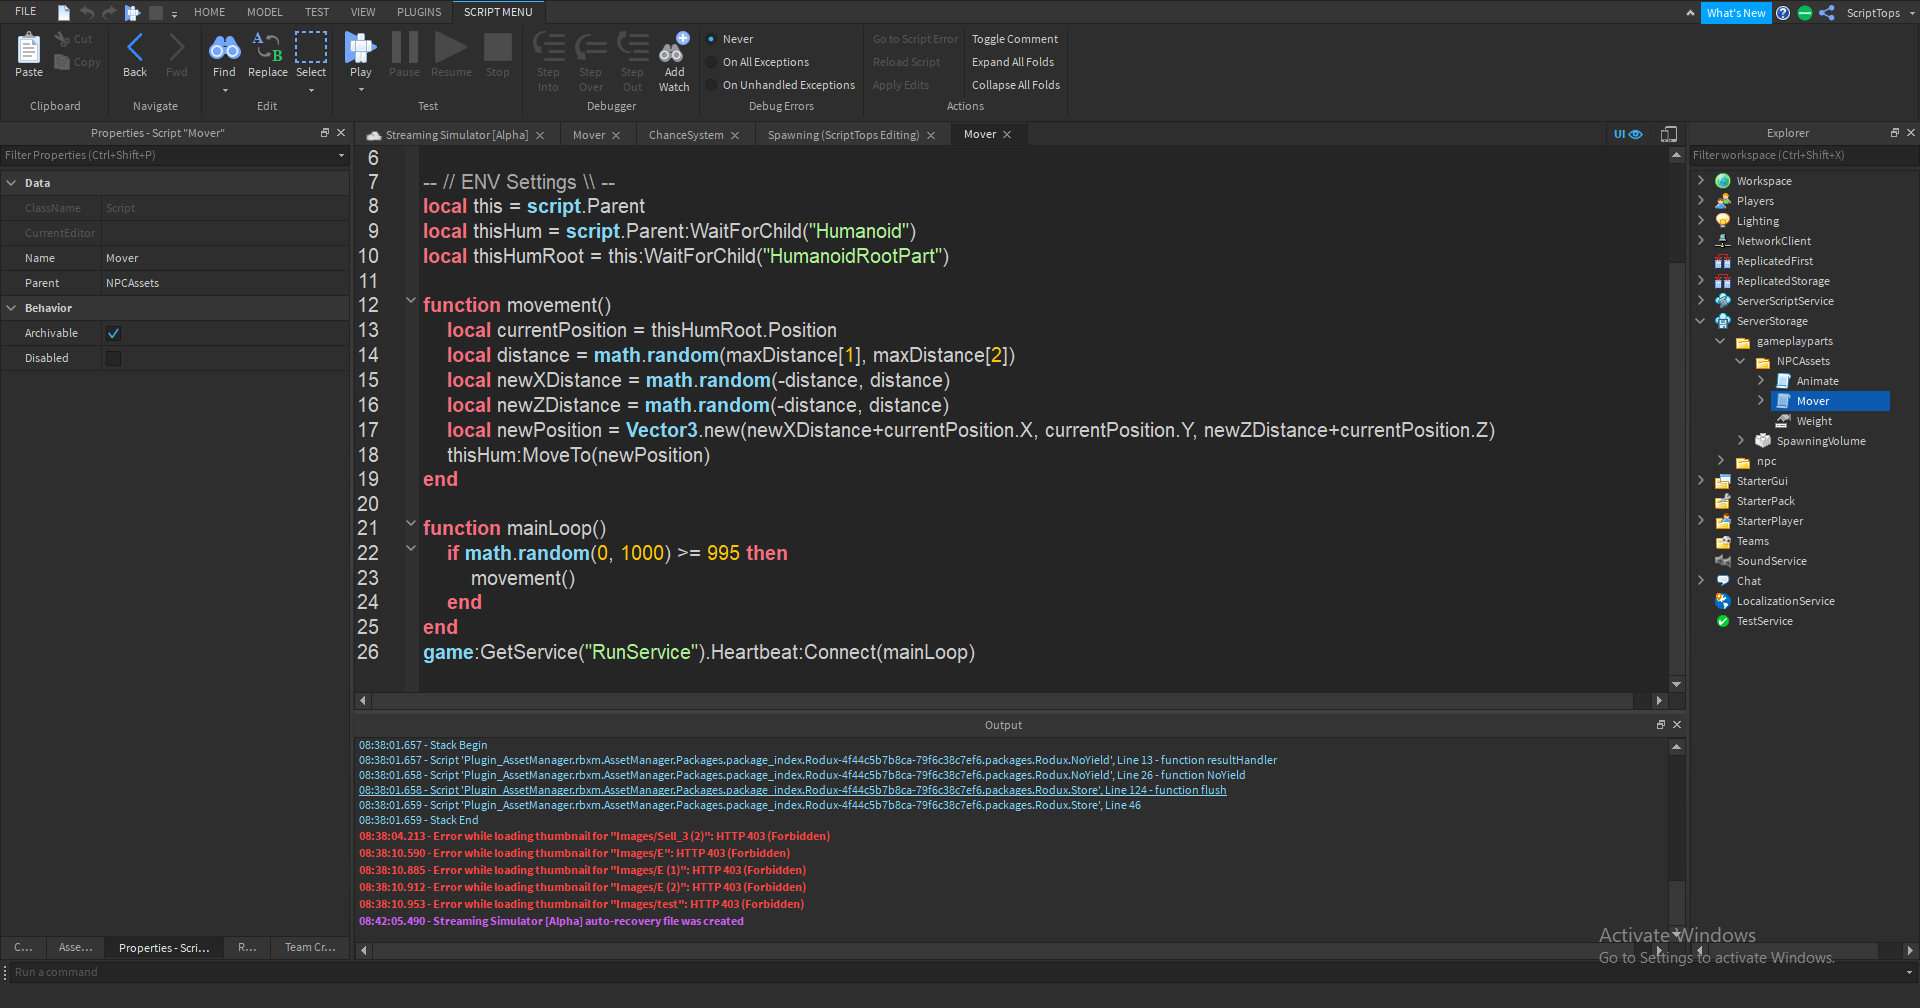 FILE
HOME
MODEL
TEST
VIEW
PLUGINS
SCRIPT MENU
What's New
ScriptTops
Paste
Cut
Copy
Clipboard
Back
Fwd
Navigate
Find
Replace
Select
Edit
Play
Pause
Resume
Stop
Test
Step Into
Step Over
Step Out
Add Watch
Debugger
Never
On All Exceptions
On Unhandled Exceptions
Debug Errors
Go to Script Error
Reload Script
Apply Edits
Toggle Comment
Expand All Folds
Collapse All Folds
Actions
Properties - Script "Mover"
Filter Properties (Ctrl+Shift+P)
Data
ClassName Script
CurrentEditor
Name Mover
Parent NPCAssets
Behavior
Archivable
Disabled
Streaming Simulator [Alpha]
Mover
ChanceSystem
Spawning (ScriptTops Editing)
Mover
UI
6
7 -- // ENV Settings \\ --
8 local this = script.Parent
9 local thisHum = script.Parent:WaitForChild("Humanoid")
10 local thisHumRoot = this:WaitForChild("HumanoidRootPart")
11
12 function movement()
13 local currentPosition = thisHumRoot.Position
14 local distance = math.random(maxDistance[1], maxDistance[2])
15 local newXDistance = math.random(-distance, distance)
16 local newZDistance = math.random(-distance, distance)
17 local newPosition = Vector3.new(newXDistance+currentPosition.X, currentPosition.Y, newZDistance+currentPosition.Z)
18 thisHum:MoveTo(newPosition)
19 end
20
21 function mainLoop()
22 if math.random(0, 1000) >= 995 then
23 movement()
24 end
25 end
26 game:GetService("RunService").Heartbeat:Connect(mainLoop)
Output
08:38:01.657 - Stack Begin
08:38:01.657 - Script 'Plugin_AssetManager.rbxm.AssetManager.Packages.package_index.Rodux-4f44c5b7b8ca-79f6c38c7ef6.packages.Rodux.NoYield', Line 13 - function resultHandler
08:38:01.658 - Script 'Plugin_AssetManager.rbxm.AssetManager.Packages.package_index.Rodux-4f44c5b7b8ca-79f6c38c7ef6.packages.Rodux.NoYield', Line 26 - function NoYield
08:38:01.658 - Script 'Plugin_AssetManager.rbxm.AssetManager.Packages.package_index.Rodux-4f44c5b7b8ca-79f6c38c7ef6.packages.Rodux.Store', Line 124 - function flush
08:38:01.659 - Script 'Plugin_AssetManager.rbxm.AssetManager.Packages.package_index.Rodux-4f44c5b7b8ca-79f6c38c7ef6.packages.Rodux.Store', Line 46
08:38:01.659 - Stack End
08:38:04.213 - Error while loading thumbnail for "Images/Sell_3 (2)": HTTP 403 (Forbidden)
08:38:10.590 - Error while loading thumbnail for "Images/E": HTTP 403 (Forbidden)
08:38:10.885 - Error while loading thumbnail for "Images/E (1)": HTTP 403 (Forbidden)
08:38:10.912 - Error while loading thumbnail for "Images/E (2)": HTTP 403 (Forbidden)
08:38:10.953 - Error while loading thumbnail for "Images/test": HTTP 403 (Forbidden)
08:42:05.490 - Streaming Simulator [Alpha] auto-recovery file was created
Explorer
Filter workspace (Ctrl+Shift+X)
Workspace
Players
Lighting
NetworkClient
ReplicatedFirst
ReplicatedStorage
ServerScriptService
ServerStorage
gameplayparts
NPCAssets
Animate
Mover
Weight
SpawningVolume
npc
StarterGui
StarterPack
StarterPlayer
Teams
SoundService
Chat
LocalizationService
TestService
C...
Asse...
Properties - Scri...
R...
Team Cr...
Run a command
Activate Windows
Go to Settings to activate Windows.